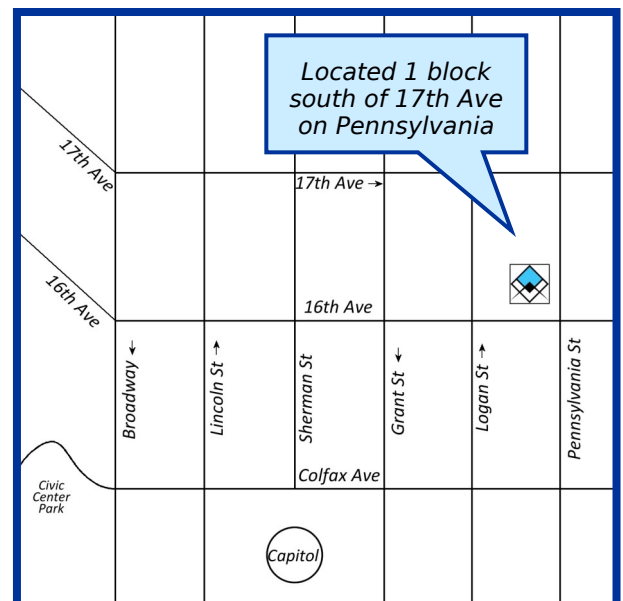 Located 1 block
south of 17th Ave
on Pennsylvania
17th Ave
17th Ave →
16th Ave
16th Ave
Broadway →
Lincoln St →
Sherman St
Grant St ←
Logan St →
Pennsylvania St
Colfax Ave
Civic
Center
Park
Capitol